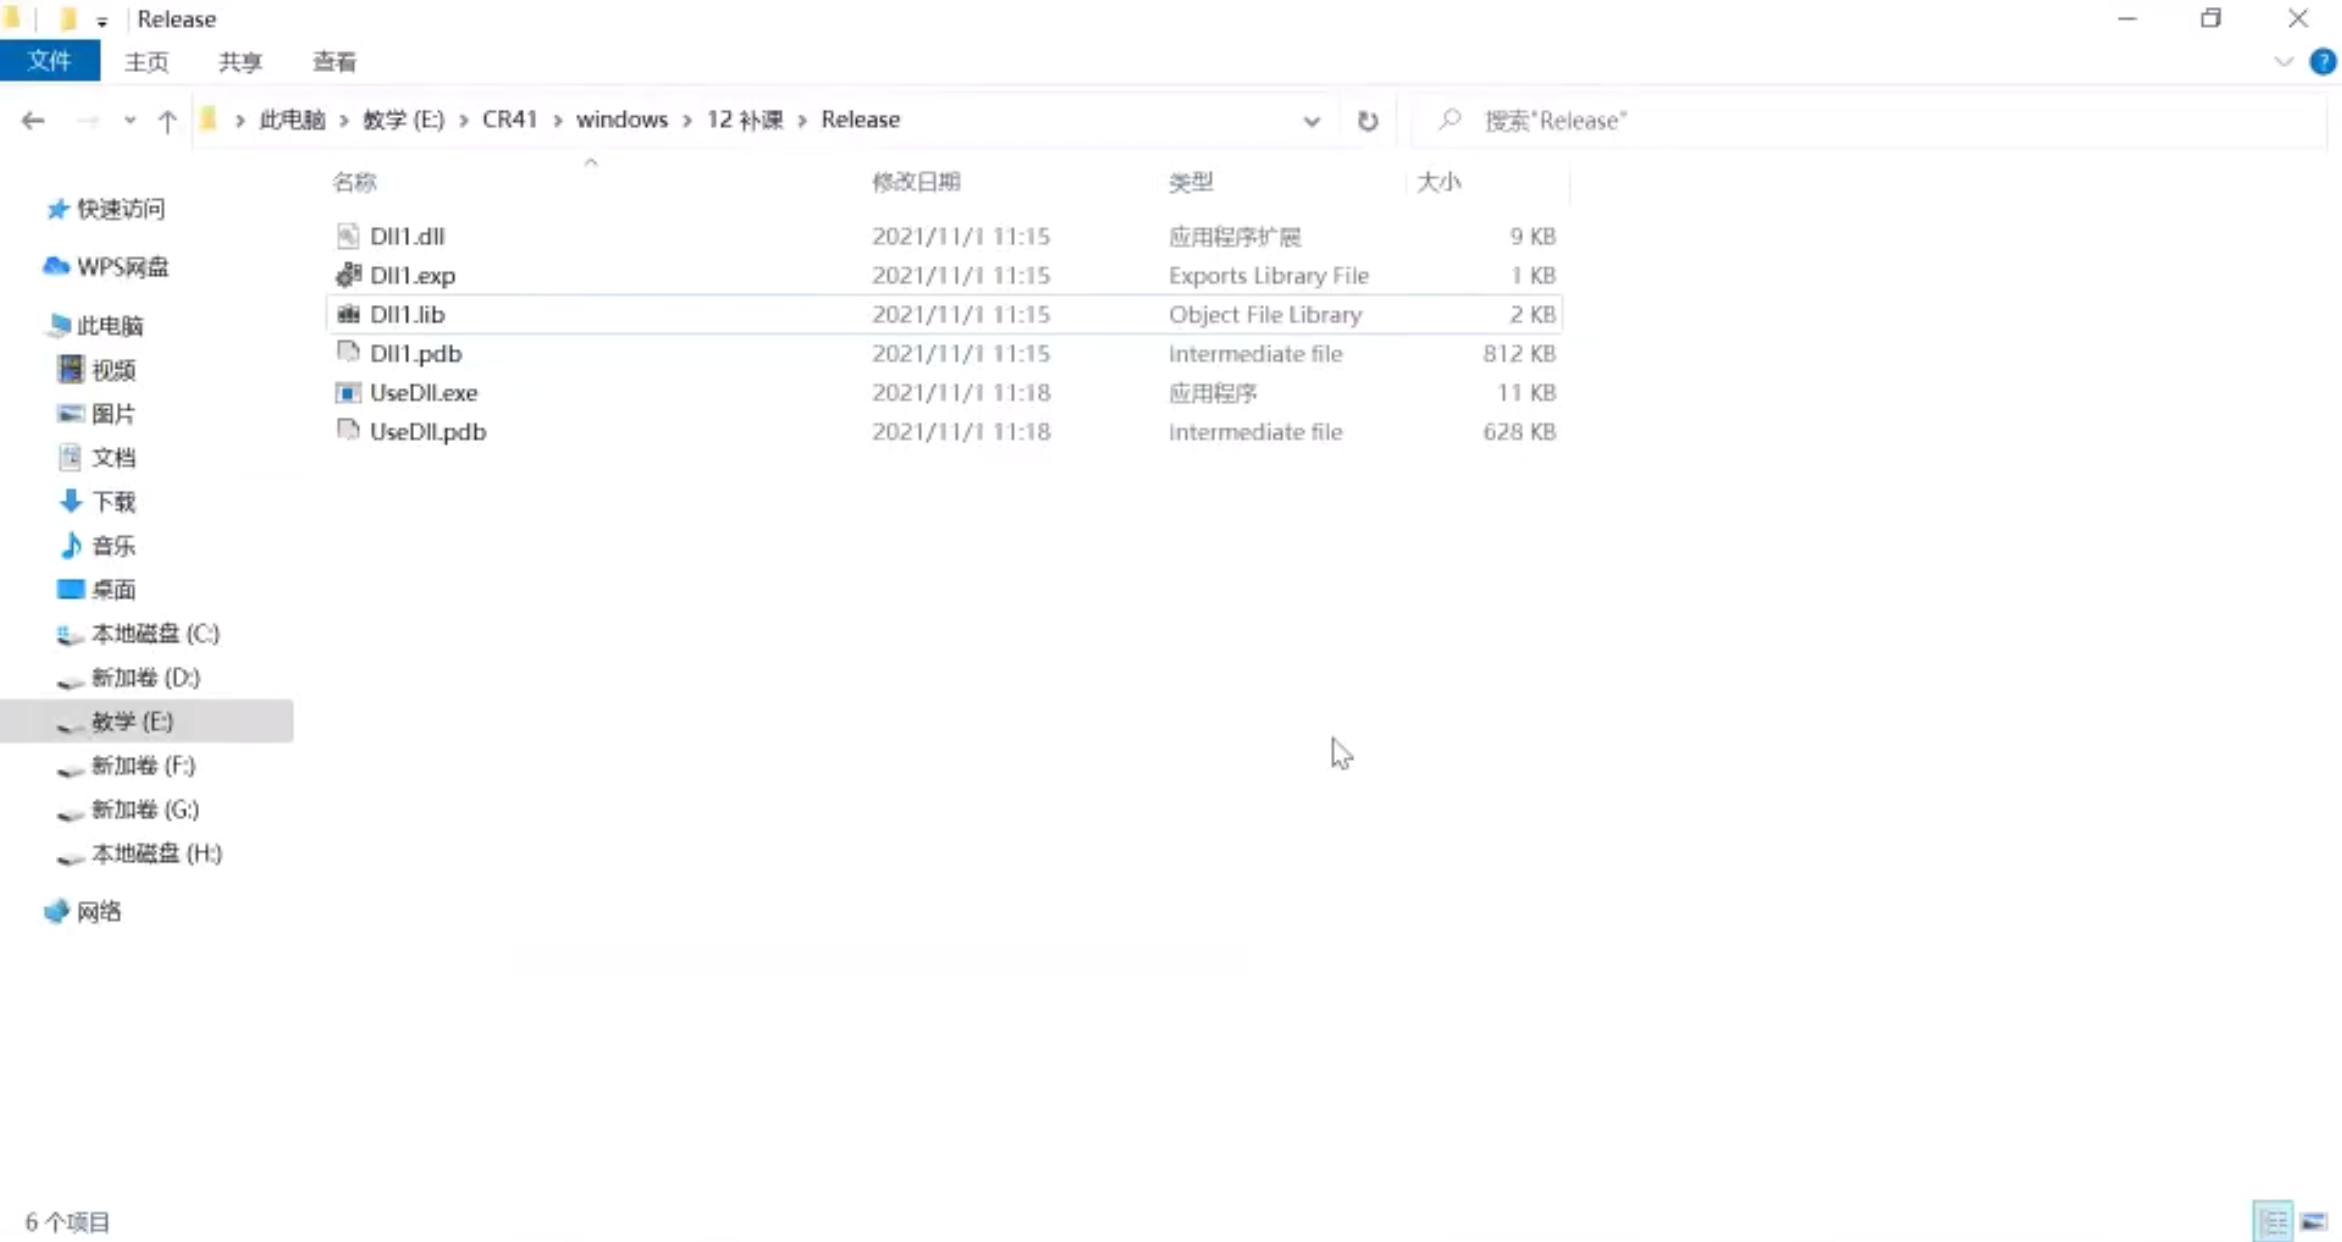 Release
文件 主页 共享 查看
此电脑 > 教学 (E:) > CR41 > windows > 12 补课 > Release
搜索"Release"
名称 修改日期 类型 大小
Dll1.dll 2021/11/1 11:15 应用程序扩展 9 KB
Dll1.exp 2021/11/1 11:15 Exports Library File 1 KB
Dll1.lib 2021/11/1 11:15 Object File Library 2 KB
Dll1.pdb 2021/11/1 11:15 Intermediate file 812 KB
UseDll.exe 2021/11/1 11:18 应用程序 11 KB
UseDll.pdb 2021/11/1 11:18 Intermediate file 628 KB
快速访问
WPS网盘
此电脑
视频
图片
文档
下载
音乐
桌面
本地磁盘 (C:)
新加卷 (D:)
教学 (E:)
新加卷 (F:)
新加卷 (G:)
本地磁盘 (H:)
网络
6 个项目